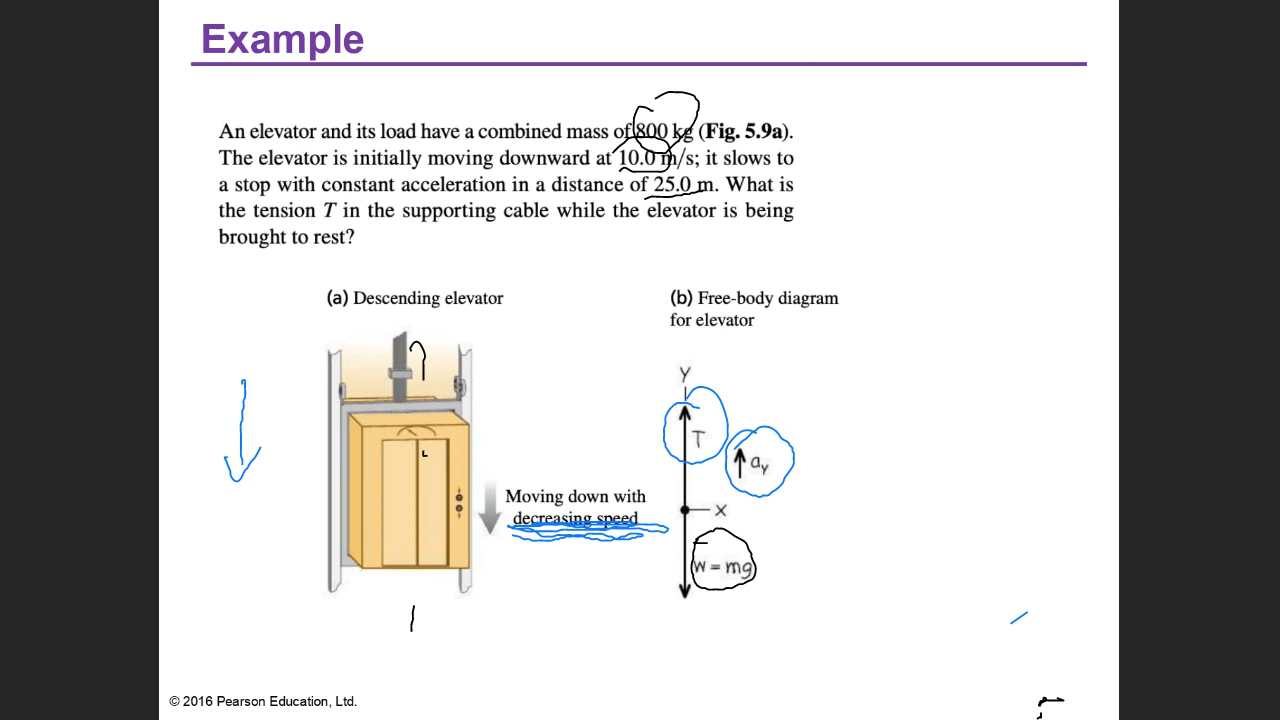 Example
An elevator and its load have a combined mass of 800 kg (Fig. 5.9a).
The elevator is initially moving downward at 10.0 m/s; it slows to
a stop with constant acceleration in a distance of 25.0 m. What is
the tension T in the supporting cable while the elevator is being
brought to rest?
(a) Descending elevator
(b) Free-body diagram
for elevator
Moving down with
decreasing speed
y
T
ay
x
w = mg
© 2016 Pearson Education, Ltd.